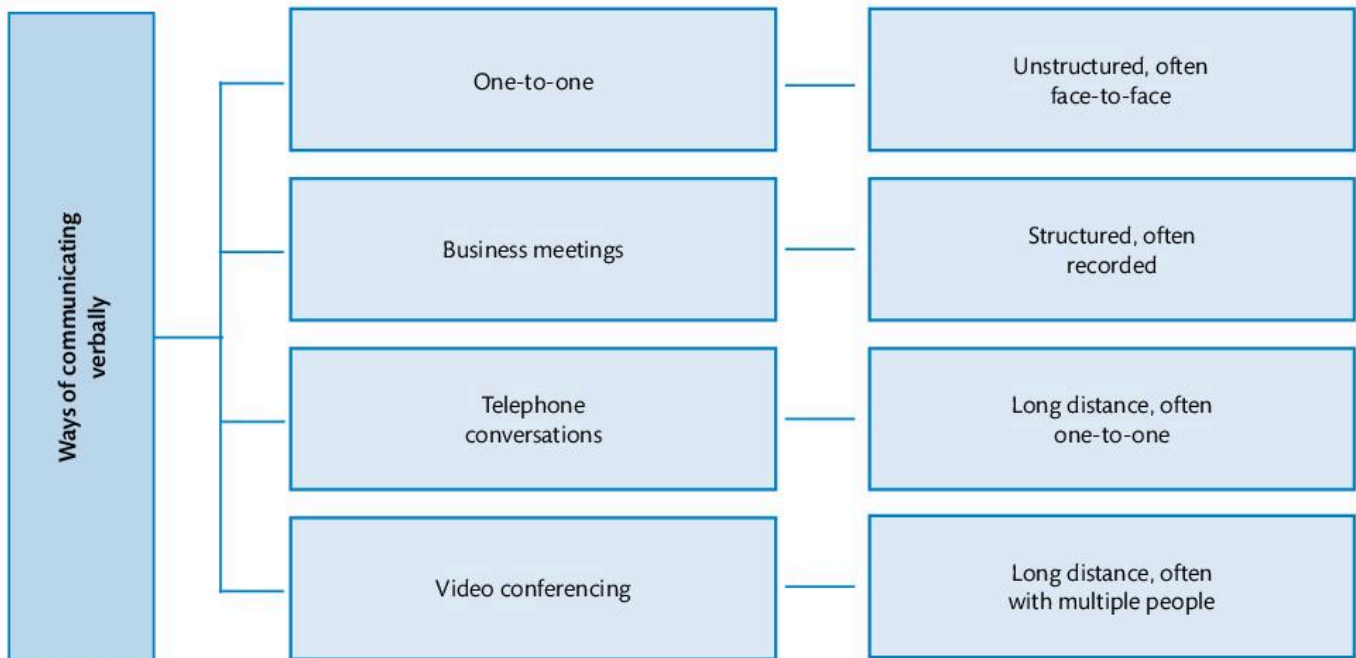 Ways of communicating
verbally
One-to-one
Unstructured, often
face-to-face
Business meetings
Structured, often
recorded
Telephone
conversations
Long distance, often
one-to-one
Video conferencing
Long distance, often
with multiple people